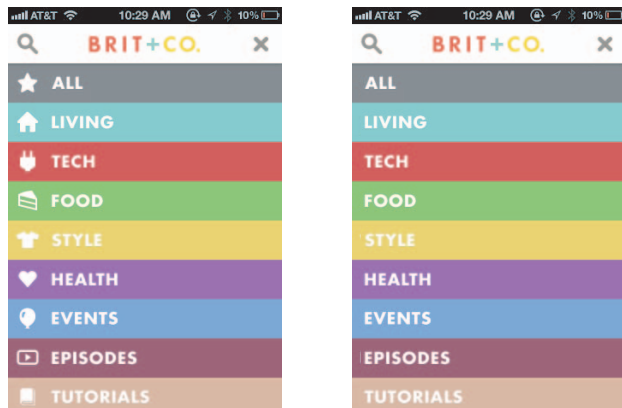 AT&T 10:29 AM 10%
BRIT+CO.
ALL
LIVING
TECH
FOOD
STYLE
HEALTH
EVENTS
EPISODES
TUTORIALS
AT&T 10:29 AM 10%
BRIT+CO.
ALL
LIVING
TECH
FOOD
STYLE
HEALTH
EVENTS
EPISODES
TUTORIALS